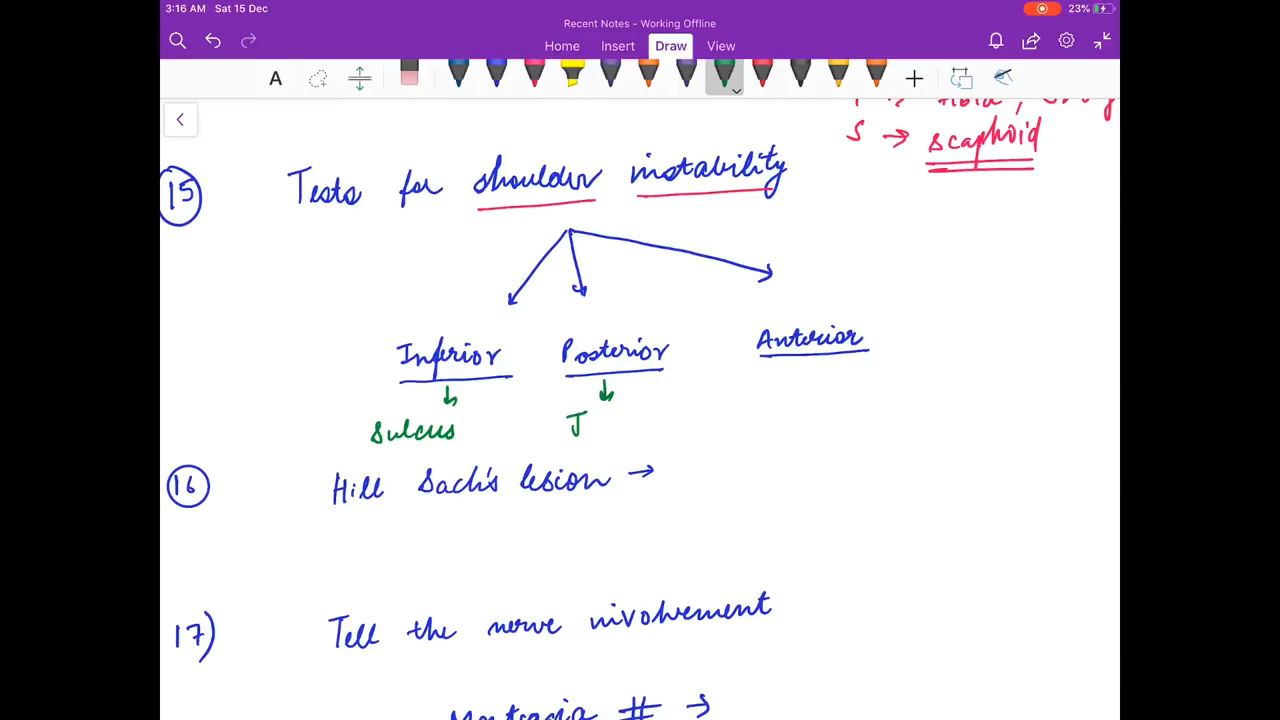 3:16 AM Sat 15 Dec
23%
Recent Notes - Working Offline
Home Insert Draw View
A
S → scaphoid
15 Tests for shoulder instability
Inferior Posterior Anterior
Sulcus J
16 Hill Sach's lesion →
17) Tell the nerve involvement
# →